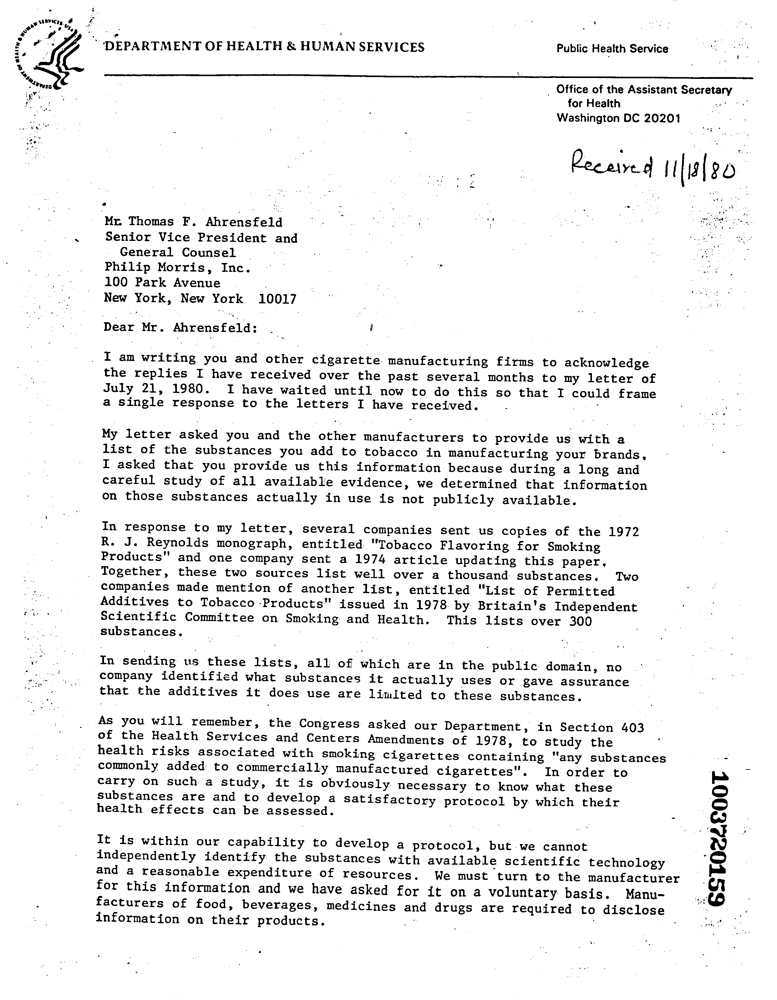 DEPARTMENT OF HEALTH & HUMAN SERVICES
Public Health Service
Office of the Assistant Secretary
for Health
Washington DC 20201
Received 11/18/80
Mr. Thomas F. Ahrensfeld
Senior Vice President and
General Counsel
Philip Morris, Inc.
100 Park Avenue
New York, New York 10017
Dear Mr. Ahrensfeld:
I am writing you and other cigarette manufacturing firms to acknowledge
the replies I have received over the past several months to my letter of
July 21, 1980. I have waited until now to do this so that I could frame
a single response to the letters I have received.
My letter asked you and the other manufacturers to provide us with a
list of the substances you add to tobacco in manufacturing your brands.
I asked that you provide us this information because during a long and
careful study of all available evidence, we determined that information
on those substances actually in use is not publicly available.
In response to my letter, several companies sent us copies of the 1972
R. J. Reynolds monograph, entitled "Tobacco Flavoring for Smoking
Products" and one company sent a 1974 article updating this paper.
Together, these two sources list well over a thousand substances. Two
companies made mention of another list, entitled "List of Permitted
Additives to Tobacco Products" issued in 1978 by Britain's Independent
Scientific Committee on Smoking and Health. This lists over 300
substances.
In sending us these lists, all of which are in the public domain, no
company identified what substances it actually uses or gave assurance
that the additives it does use are limited to these substances.
As you will remember, the Congress asked our Department, in Section 403
of the Health Services and Centers Amendments of 1978, to study the
health risks associated with smoking cigarettes containing "any substances
commonly added to commercially manufactured cigarettes". In order to
carry on such a study, it is obviously necessary to know what these
substances are and to develop a satisfactory protocol by which their
health effects can be assessed.
It is within our capability to develop a protocol, but we cannot
independently identify the substances with available scientific technology
and a reasonable expenditure of resources. We must turn to the manufacturer
for this information and we have asked for it on a voluntary basis. Manu-
facturers of food, beverages, medicines and drugs are required to disclose
information on their products.
1003720159